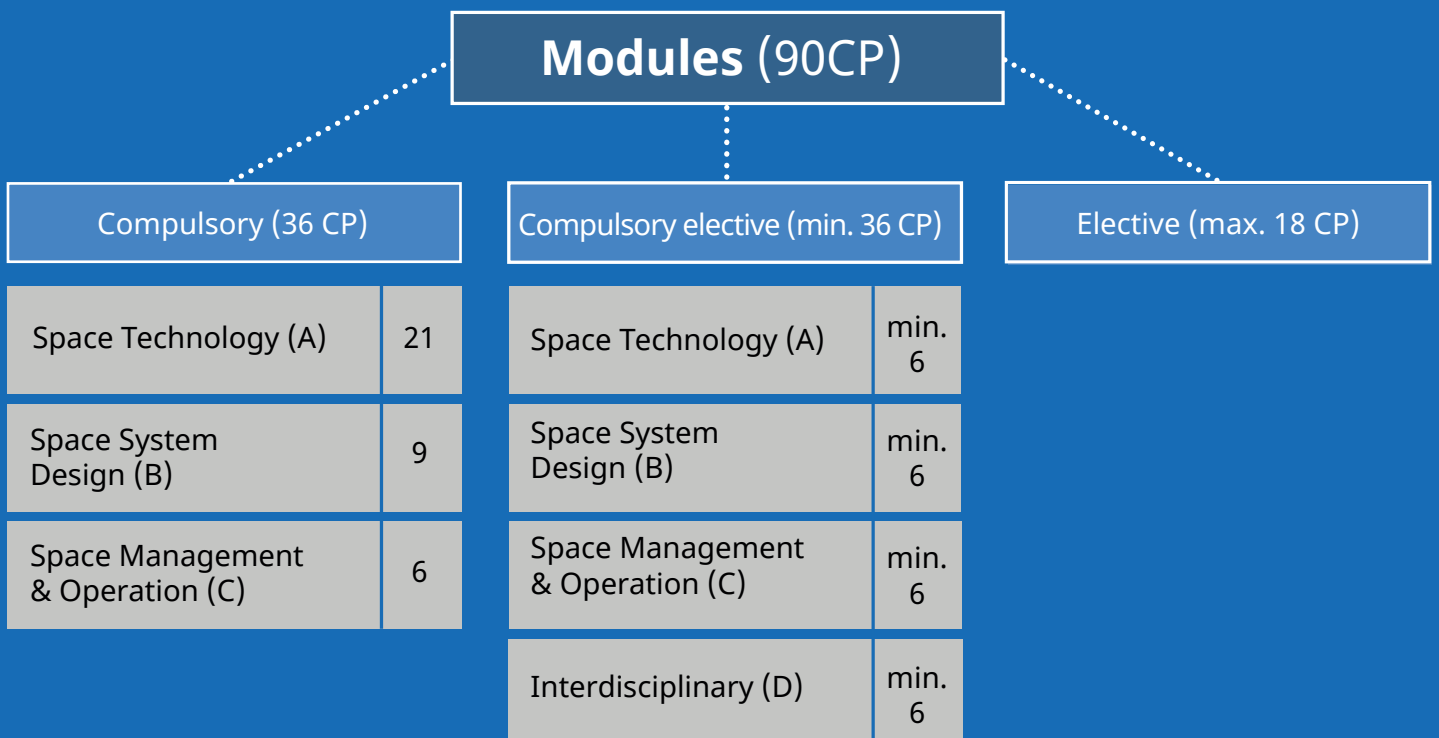 Modules (90CP)
Compulsory (36 CP)
Compulsory elective (min. 36 CP)
Elective (max. 18 CP)
Space Technology (A)
21
Space System
Design (B)
9
Space Management
& Operation (C)
6
Space Technology (A)
min.
6
Space System
Design (B)
min.
6
Space Management
& Operation (C)
min.
6
Interdisciplinary (D)
min.
6